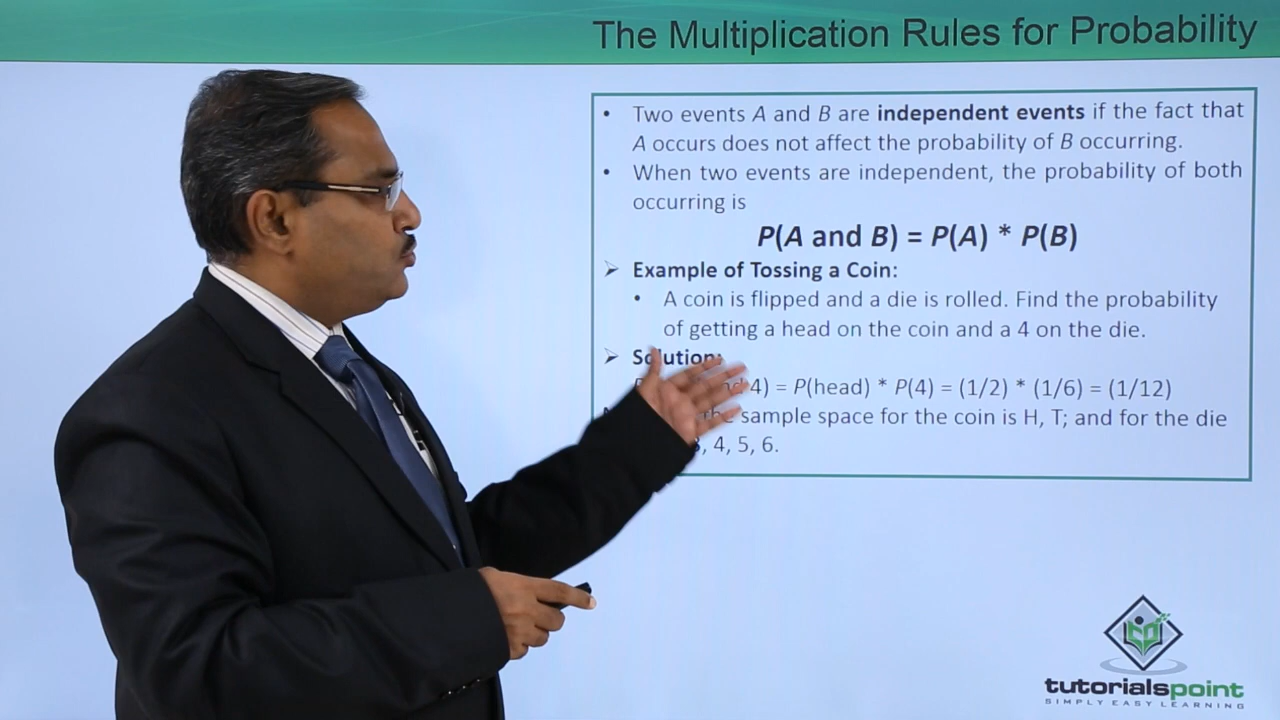 The Multiplication Rules for Probability
• Two events A and B are independent events if the fact that
A occurs does not affect the probability of B occurring.
• When two events are independent, the probability of both
occurring is
P(A and B) = P(A) * P(B)
➢ Example of Tossing a Coin:
• A coin is flipped and a die is rolled. Find the probability
of getting a head on the coin and a 4 on the die.
➢ Solution:
4) = P(head) * P(4) = (1/2) * (1/6) = (1/12)
the sample space for the coin is H, T; and for the die
, 4, 5, 6.
tutorialspoint
SIMPLY EASY LEARNING